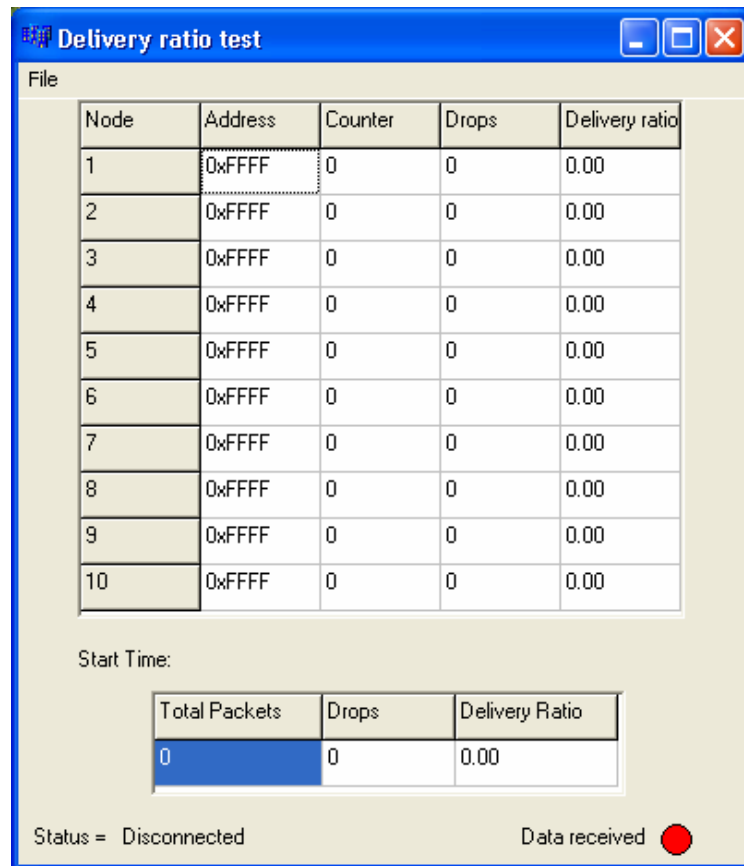 Delivery ratio test
File
Node Address Counter Drops Delivery ratio
1 0xFFFF 0 0 0.00
2 0xFFFF 0 0 0.00
3 0xFFFF 0 0 0.00
4 0xFFFF 0 0 0.00
5 0xFFFF 0 0 0.00
6 0xFFFF 0 0 0.00
7 0xFFFF 0 0 0.00
8 0xFFFF 0 0 0.00
9 0xFFFF 0 0 0.00
10 0xFFFF 0 0 0.00
Start Time:
Total Packets Drops Delivery Ratio
0 0 0.00
Status = Disconnected Data received